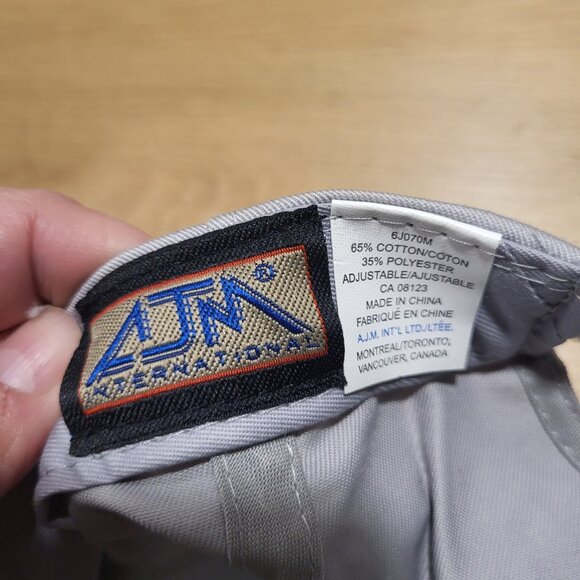 AJM®
INTERNATIONAL
6J070M
65% COTTON/COTON
35% POLYESTER
ADJUSTABLE/AJUSTABLE
CA 08123
MADE IN CHINA
FABRIQUÉ EN CHINE
A.J.M. INT'L LTD./LTÉE.
MONTREAL/TORONTO,
VANCOUVER, CANADA.